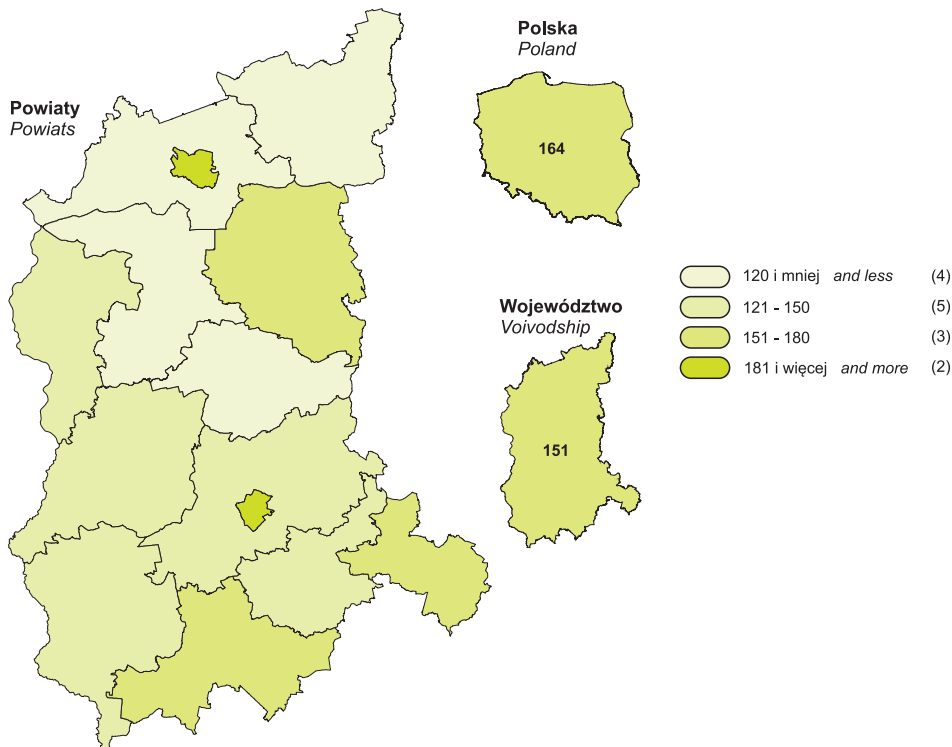 Polska
Poland
Powiaty
Powiats
164
120 i mniej and less (4)
121 - 150 (5)
151 - 180 (3)
181 i więcej and more (2)
Województwo
Voivodship
151